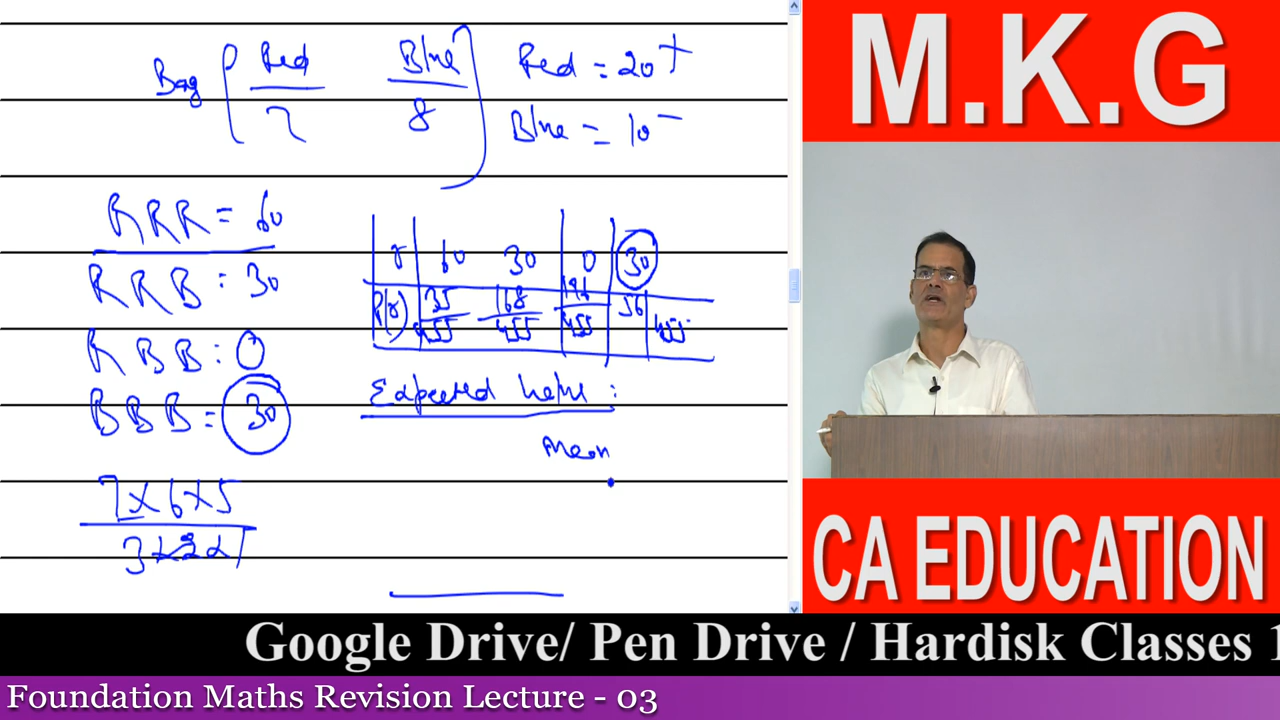 Bag Red Blue
7 8
Red = 20 +
Blue = 10 -
RRR = 60
RRB : 30
RBB : 0
BBB = 30
7 x 6 x 5
3 x 2 x 1
x 60 30 0 30
P(x) 35/455 168/455 196/455 56/455
Expected value :
mean
M.K.G
CA EDUCATION
Google Drive/ Pen Drive / Hardisk Classes 1
Foundation Maths Revision Lecture - 03